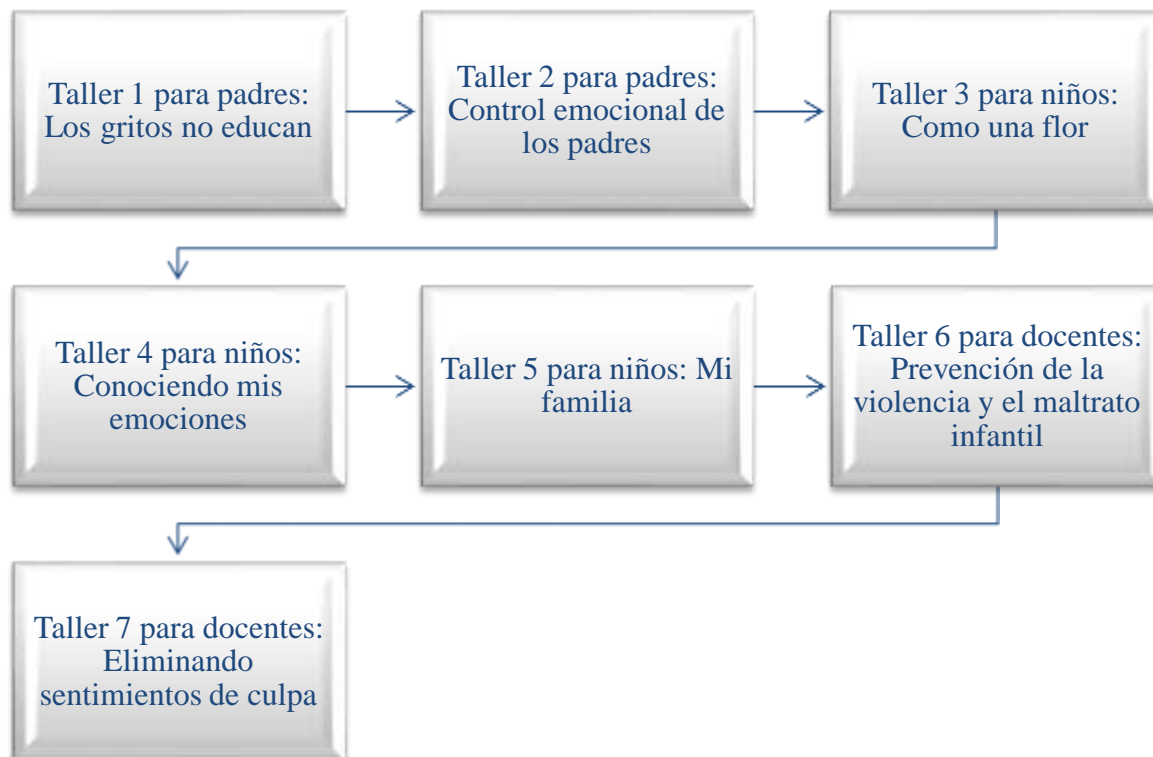 Taller 1 para padres:
Los gritos no educan
Taller 2 para padres:
Control emocional de
los padres
Taller 3 para niños:
Como una flor
Taller 4 para niños:
Conociendo mis
emociones
Taller 5 para niños: Mi
familia
Taller 6 para docentes:
Prevención de la
violencia y el maltrato
infantil
Taller 7 para docentes:
Eliminando
sentimientos de culpa